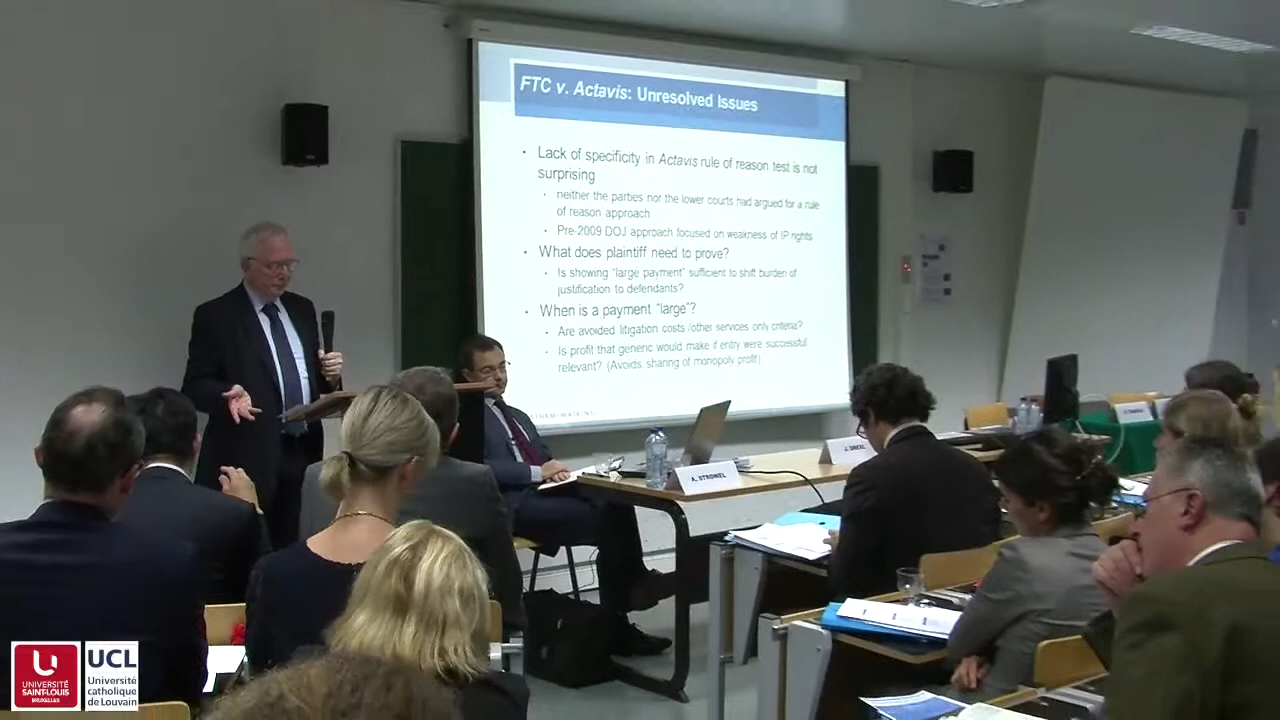 FTC v. Actavis: Unresolved Issues
Lack of specificity in Actavis rule of reason test is not
surprising
neither the parties nor the lower courts had argued for a rule
of reason approach
Pre-2009 DOJ approach focused on weakness of IP rights
What does plaintiff need to prove?
Is showing "large payment" sufficient to shift burden of
justification to defendants?
When is a payment "large"?
Are avoided litigation costs /other services only criteria?
Is profit that generic would make if entry were successful
relevant? (Avoids sharing of monopoly profit)
A. STROWEL
J. DREXL
UNIVERSITÉ
SAINT-LOUIS
BRUXELLES
UCL
Université
catholique
de Louvain